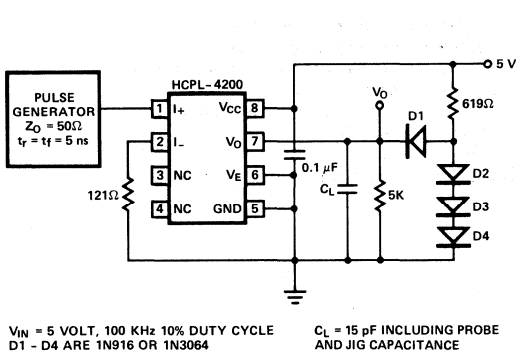 HCPL-4200
PULSE
GENERATOR
Z_O = 50Ω
t_r = t_f = 5 ns
1 I+
2 I-
3 NC
4 NC
V_CC 8
V_O 7
V_E 6
GND 5
121Ω
0.1 μF
C_L
V_O
5K
D1
619Ω
5 V
D2
D3
D4
V_IN = 5 VOLT, 100 KHz 10% DUTY CYCLE
D1 - D4 ARE 1N916 OR 1N3064
C_L = 15 pF INCLUDING PROBE
AND JIG CAPACITANCE